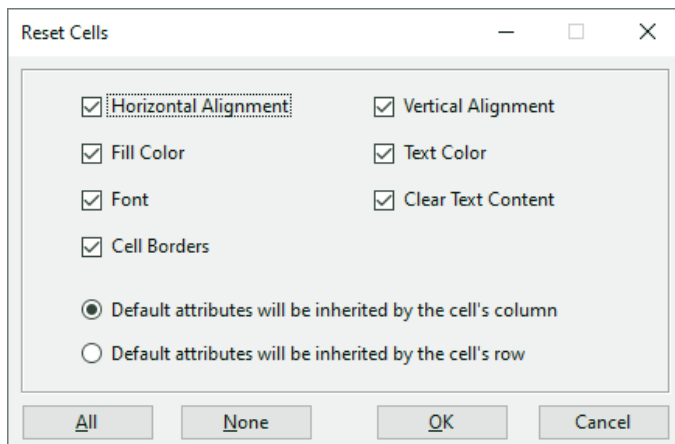 Reset Cells
Horizontal Alignment Vertical Alignment
Fill Color Text Color
Font Clear Text Content
Cell Borders
Default attributes will be inherited by the cell's column
Default attributes will be inherited by the cell's row
All None OK Cancel